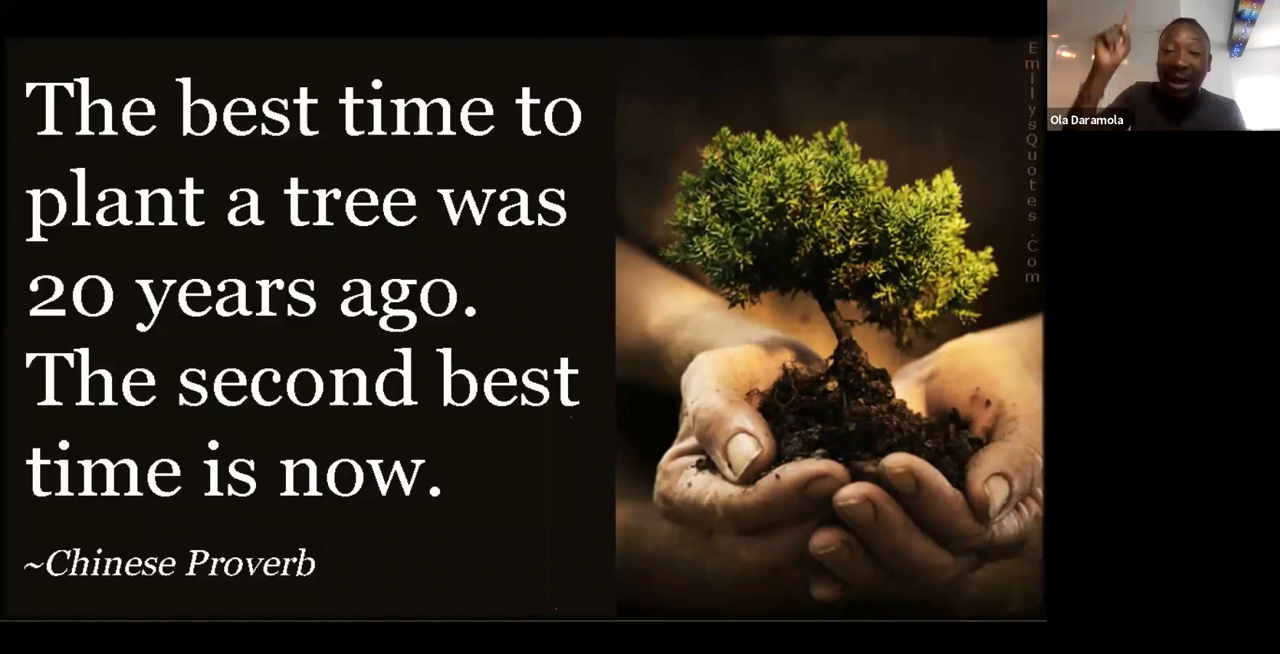 The best time to
plant a tree was
20 years ago.
The second best
time is now.
~Chinese Proverb
EmilysQuotes.Com
Ola Daramola